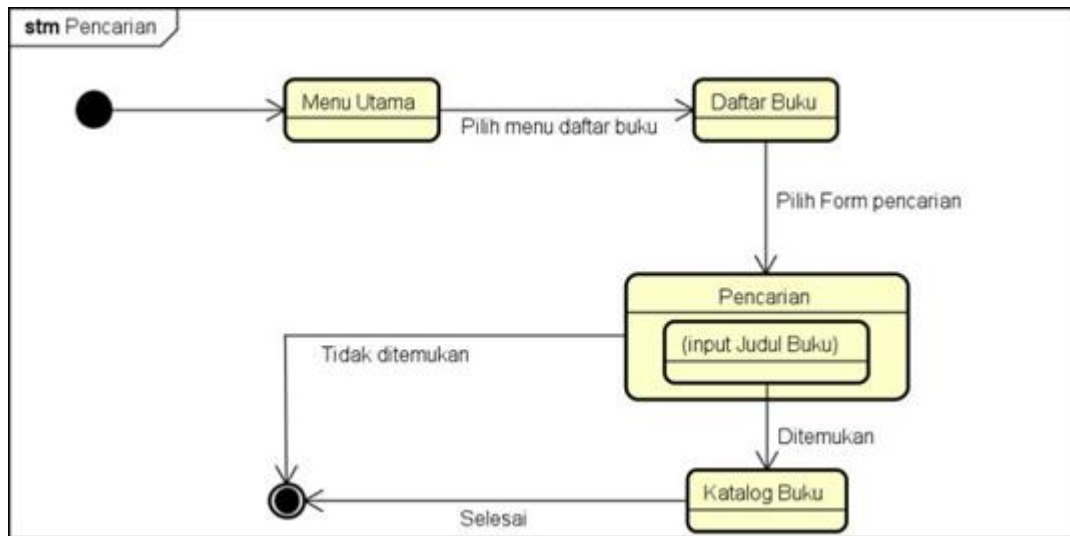 stm Pencarian
Menu Utama
Pilih menu daftar buku
Daftar Buku
Pilih Form pencarian
Pencarian
(input Judul Buku)
Tidak ditemukan
Ditemukan
Katalog Buku
Selesai